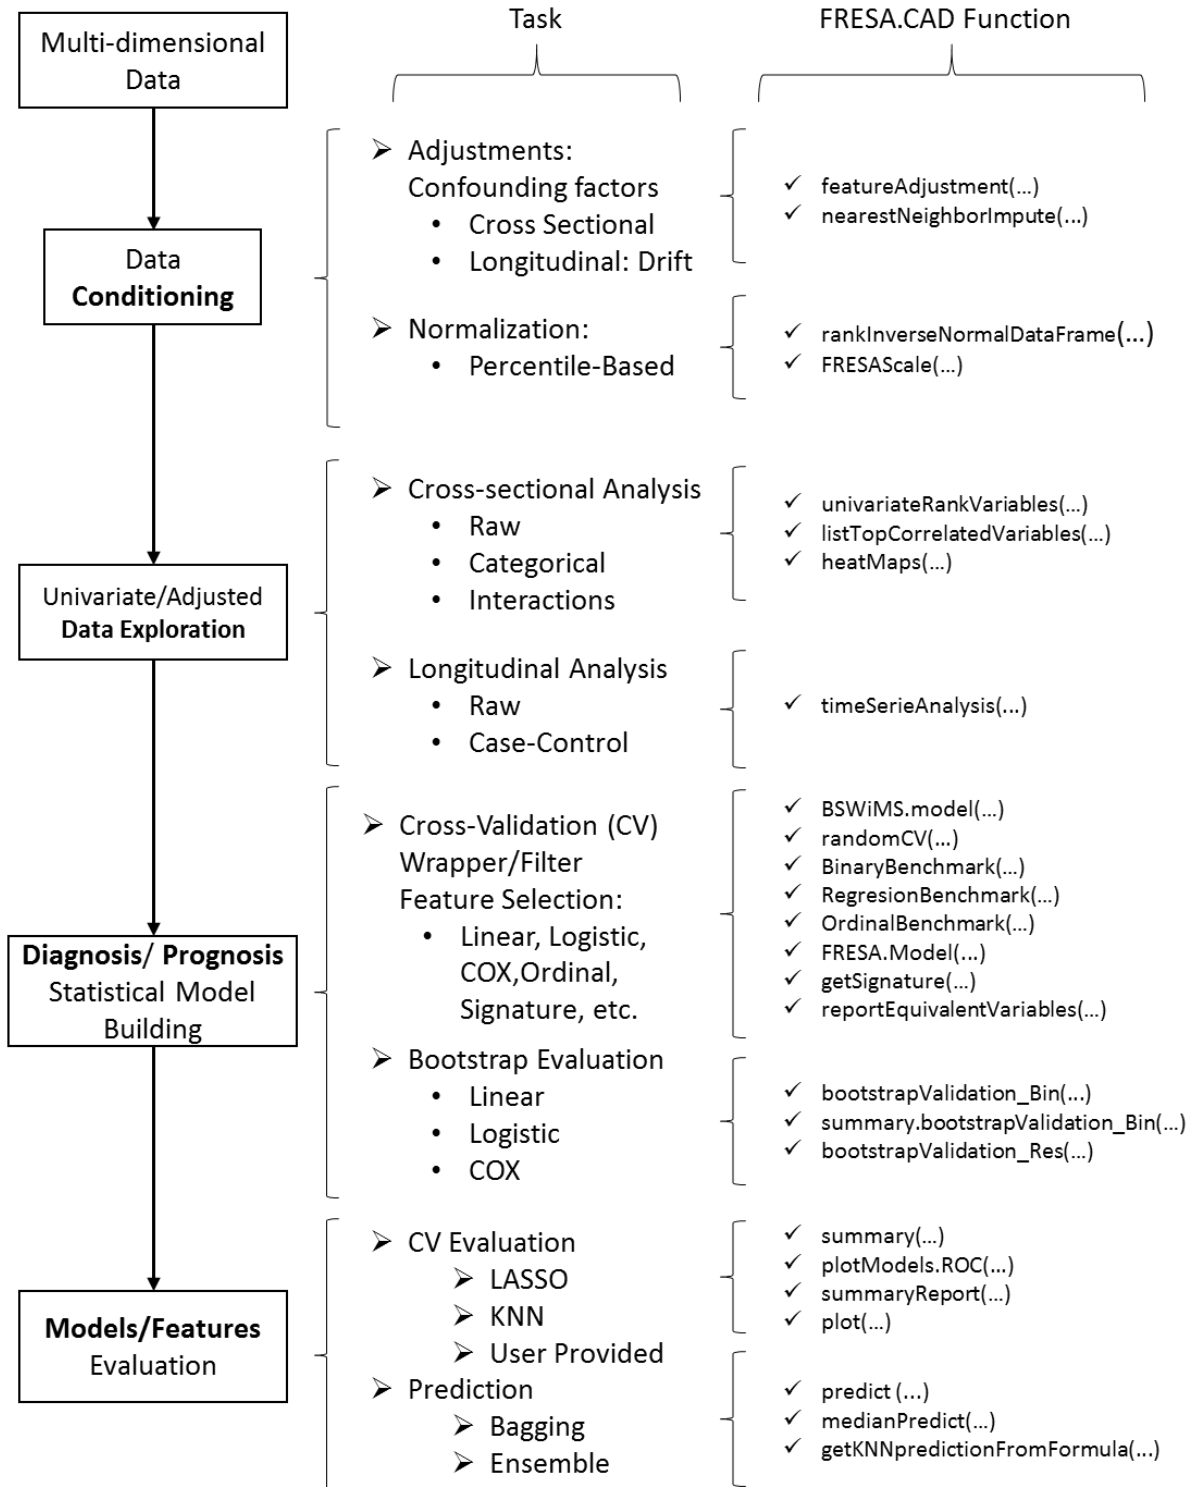 Task
FRESA.CAD Function
Multi-dimensional
Data
Data
Conditioning
➢ Adjustments:
Confounding factors
• Cross Sectional
• Longitudinal: Drift
✓ featureAdjustment(...)
✓ nearestNeighborImpute(...)
➢ Normalization:
• Percentile-Based
✓ rankInverseNormalDataFrame(...)
✓ FRESAScale(...)
Univariate/Adjusted
Data Exploration
➢ Cross-sectional Analysis
• Raw
• Categorical
• Interactions
✓ univariateRankVariables(...)
✓ listTopCorrelatedVariables(...)
✓ heatMaps(...)
➢ Longitudinal Analysis
• Raw
• Case-Control
✓ timeSerieAnalysis(...)
Diagnosis/ Prognosis
Statistical Model
Building
➢ Cross-Validation (CV)
Wrapper/Filter
Feature Selection:
• Linear, Logistic,
COX,Ordinal,
Signature, etc.
✓ BSWiMS.model(...)
✓ randomCV(...)
✓ BinaryBenchmark(...)
✓ RegresionBenchmark(...)
✓ OrdinalBenchmark(...)
✓ FRESA.Model(...)
✓ getSignature(...)
✓ reportEquivalentVariables(...)
➢ Bootstrap Evaluation
• Linear
• Logistic
• COX
✓ bootstrapValidation_Bin(...)
✓ summary.bootstrapValidation_Bin(...)
✓ bootstrapValidation_Res(...)
Models/Features
Evaluation
➢ CV Evaluation
➢ LASSO
➢ KNN
➢ User Provided
✓ summary(...)
✓ plotModels.ROC(...)
✓ summaryReport(...)
✓ plot(...)
➢ Prediction
➢ Bagging
➢ Ensemble
✓ predict (...)
✓ medianPredict(...)
✓ getKNNpredictionFromFormula(...)